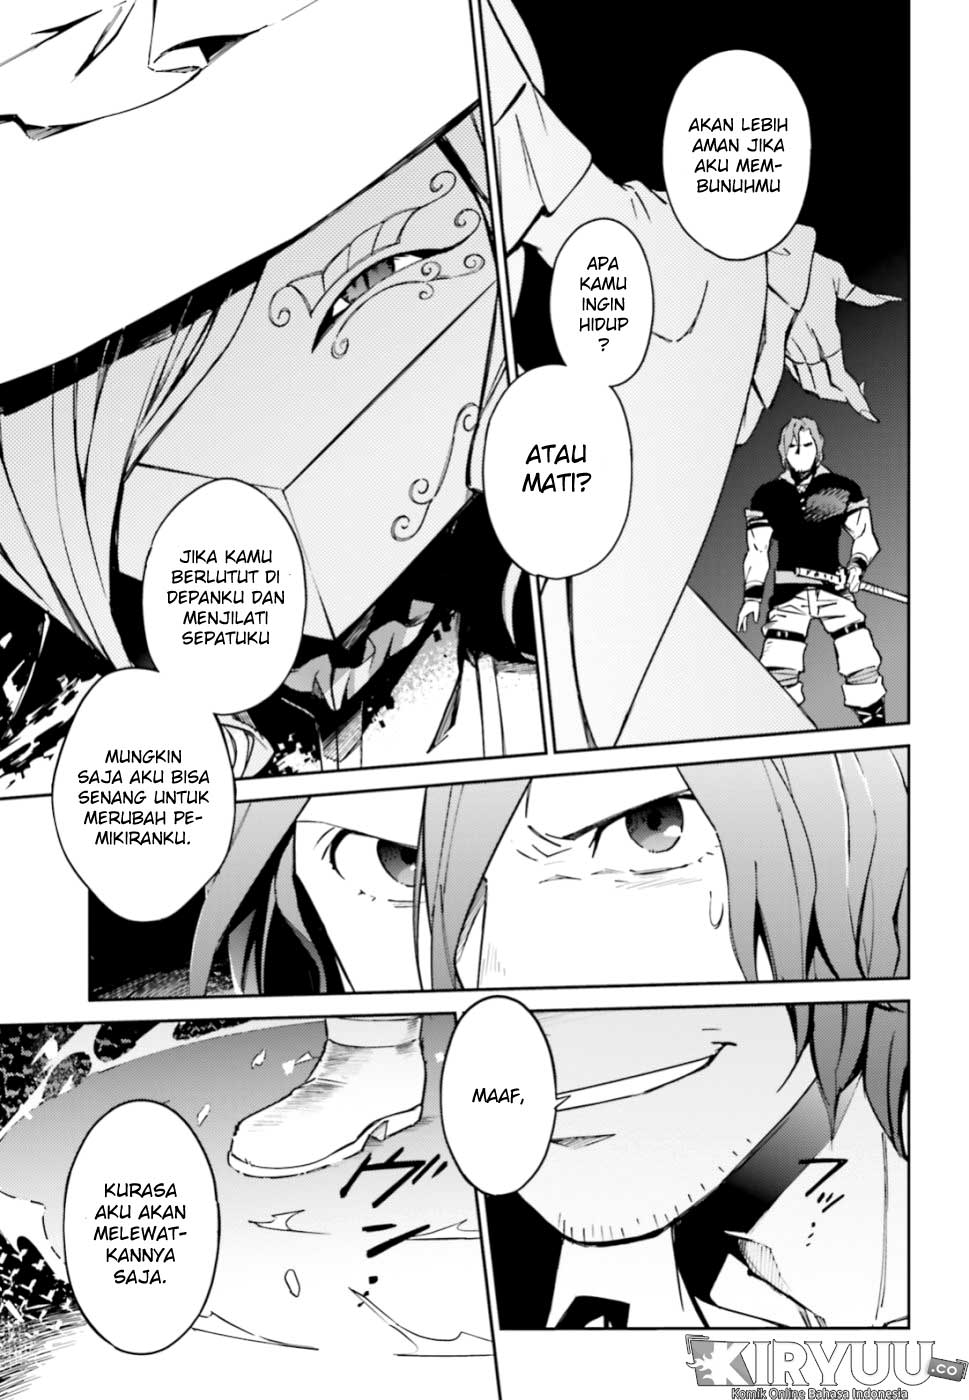 AKAN LEBIH
AMAN JIKA
AKU MEM-
BUNUHMU
APA
KAMU
INGIN
HIDUP
?
ATAU
MATI?
JIKA KAMU
BERLUTUT DI
DEPANKU DAN
MENJILATI
SEPATUKU
MUNGKIN
SAJA AKU BISA
SENANG UNTUK
MERUBAH PE-
MIKIRANKU.
MAAF,
KURASA
AKU AKAN
MELEWAT-
KANNYA
SAJA.
KIRYUU.CO
Komik Online Bahasa Indonesia